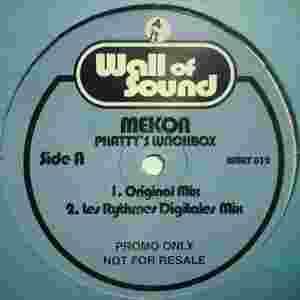 Wall of
Sound
MEKON
PHATTY'S LUNCHBOX
Side A
1. Original Mix
2. Les Rythmes Digitales Mix
PROMO ONLY
NOT FOR RESALE